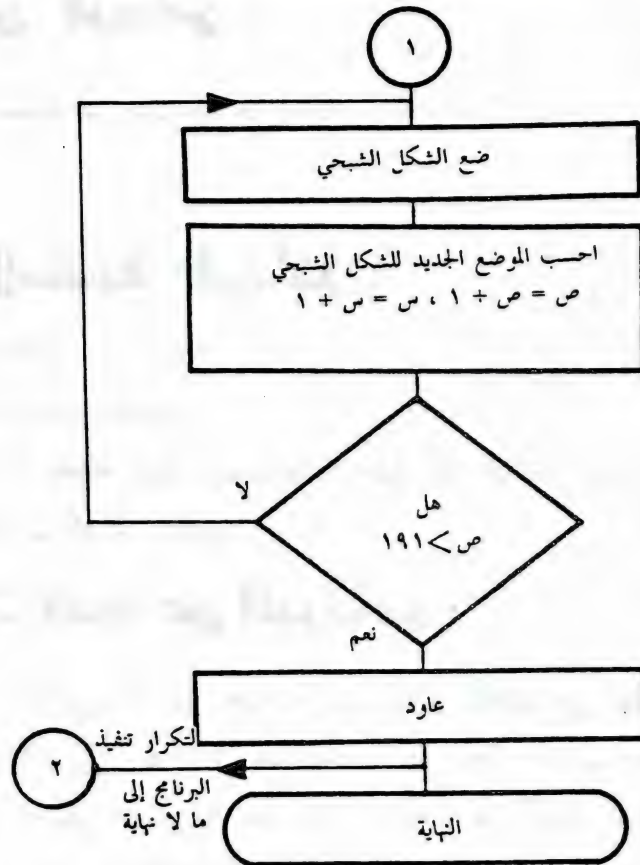 ١
ضع الشكل الشبحي
احسب الموضع الجديد للشكل الشبحي
ص = ص + ١ ، س = س + ١
لا
هل
ص > ١٩١
نعم
عاود
لتكرار تنفيذ
٢
البرنامج إلى
ما لا نهاية
النهاية